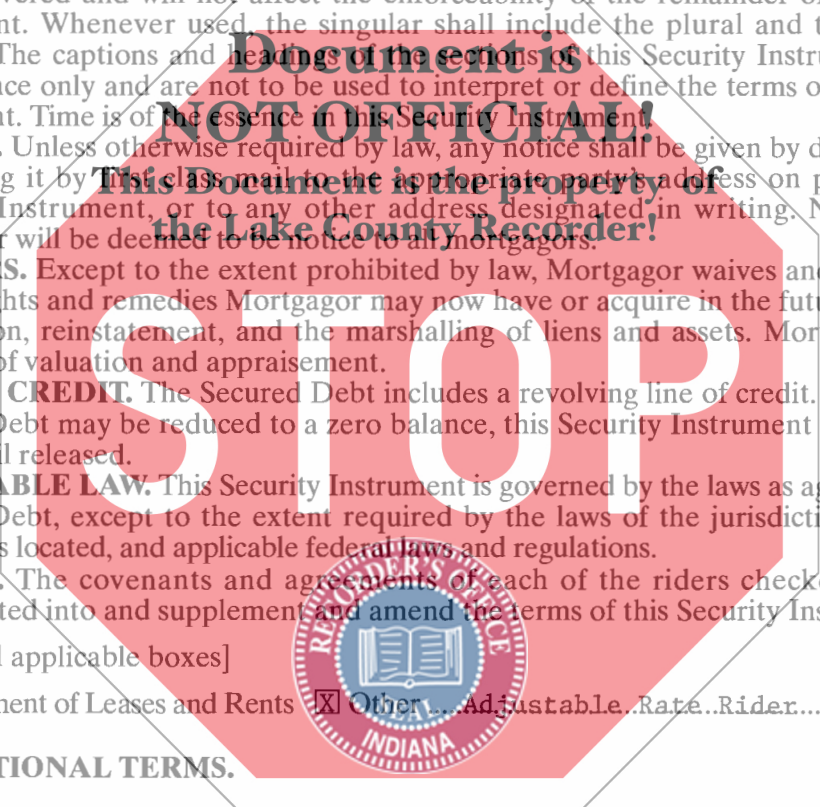 vered and will not affect the enforceability of the remainder of
nt. Whenever used, the singular shall include the plural and t
Document is
The captions and headings of the sections of this Security Instru
nce only and are not to be used to interpret or define the terms o
NOT OFFICIAL!
nt. Time is of the essence in this Security Instrument.
. Unless otherwise required by law, any notice shall be given by d
This Document is the property of
g it by first class mail to the appropriate party's address on p
Instrument, or to any other address designated in writing. N
the Lake County Recorder!
r will be deemed to be notice to all mortgagors.
S. Except to the extent prohibited by law, Mortgagor waives an
hts and remedies Mortgagor may now have or acquire in the futu
on, reinstatement, and the marshalling of liens and assets. Mor
of valuation and appraisement.
STOP
CREDIT. The Secured Debt includes a revolving line of credit.
Debt may be reduced to a zero balance, this Security Instrument
il released.
ABLE LAW. This Security Instrument is governed by the laws as ag
Debt, except to the extent required by the laws of the jurisdicti
s located, and applicable federal laws and regulations.
. The covenants and agreements of each of the riders check
ted into and supplement and amend the terms of this Security Ins
RECORDER'S OFFICE
l applicable boxes]
ment of Leases and Rents [X] Other ....Adjustable..Rate..Rider...
SEAL
INDIANA
TIONAL TERMS.